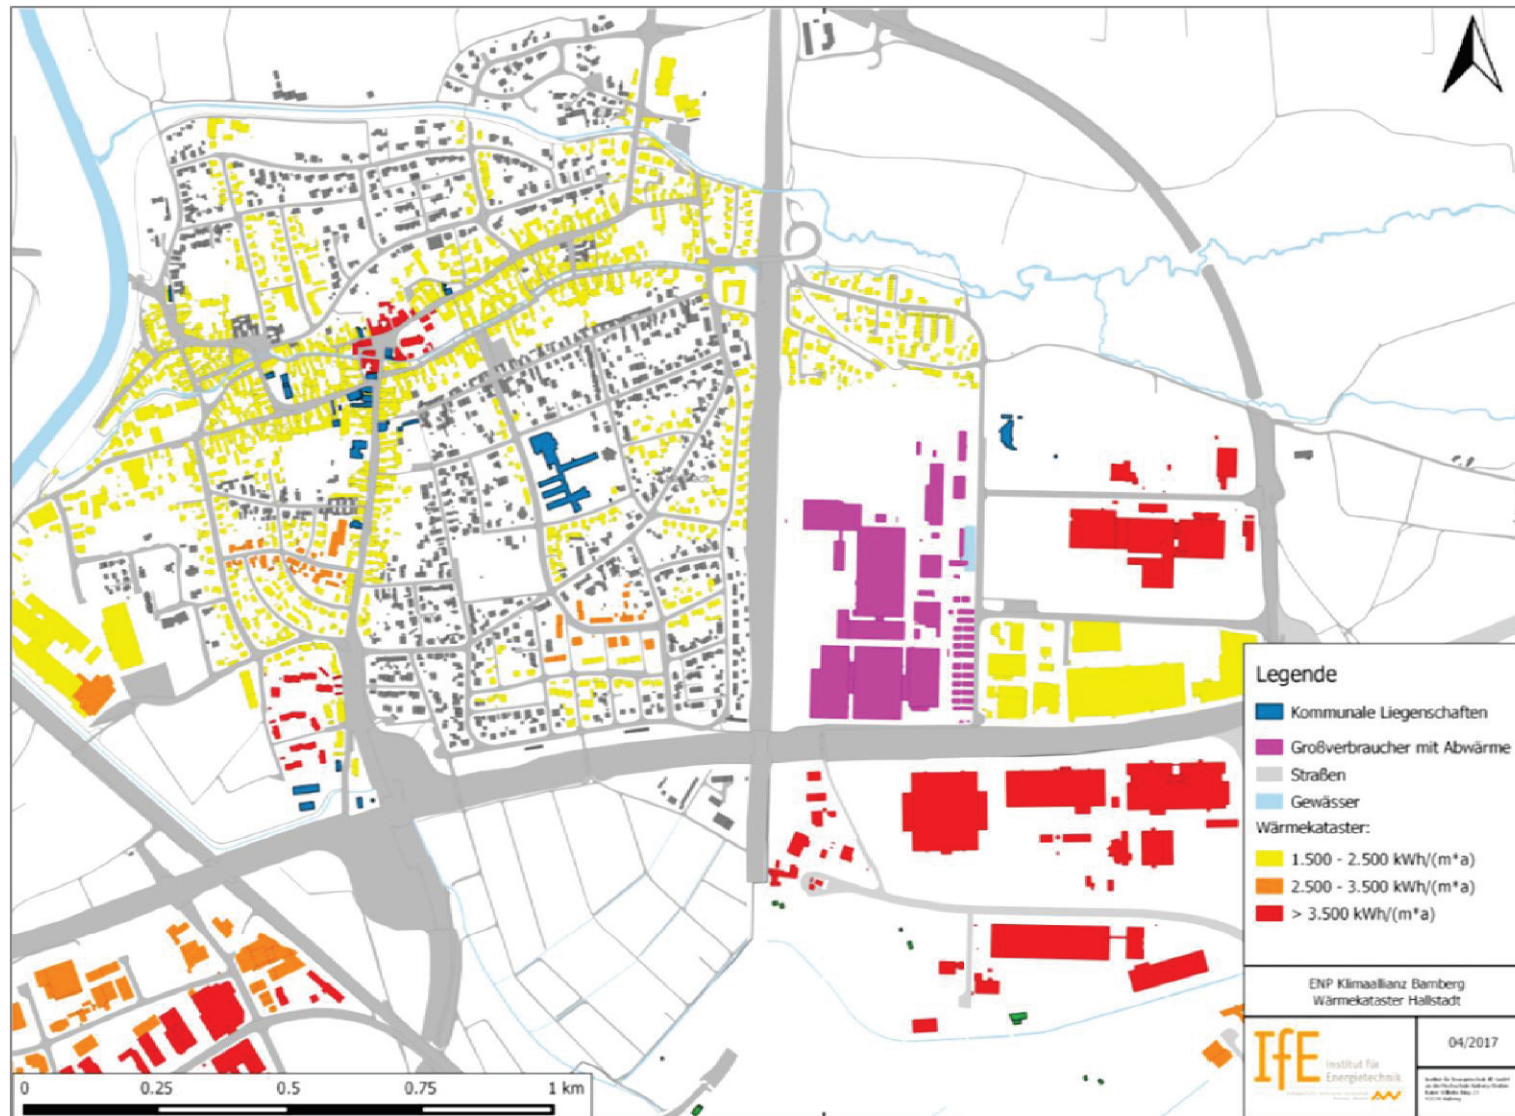 Legende
Kommunale Liegenschaften
Großverbraucher mit Abwärme
Straßen
Gewässer
Wärmekataster:
1.500 - 2.500 kWh/(m*a)
2.500 - 3.500 kWh/(m*a)
> 3.500 kWh/(m*a)
ENP Klimaallianz Bamberg
Wärmekataster Hallstadt
IfE Institut für
Energietechnik
04/2017
0 0.25 0.5 0.75 1 km